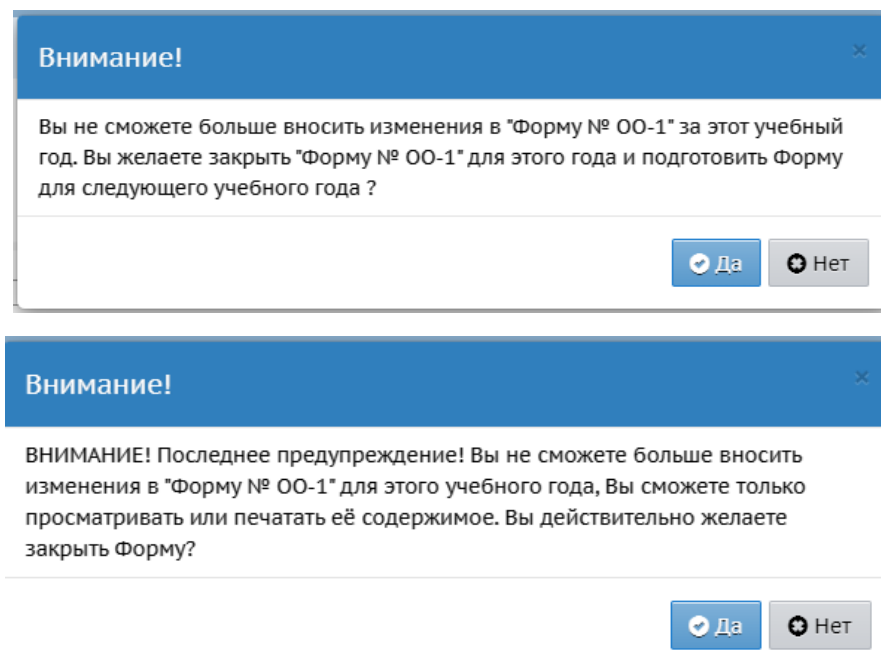 Внимание!
×
Вы не сможете больше вносить изменения в "Форму № ОО-1" за этот учебный
год. Вы желаете закрыть "Форму № ОО-1" для этого года и подготовить Форму
для следующего учебного года ?
Да Нет
Внимание!
×
ВНИМАНИЕ! Последнее предупреждение! Вы не сможете больше вносить
изменения в "Форму № ОО-1" для этого учебного года, Вы сможете только
просматривать или печатать её содержимое. Вы действительно желаете
закрыть Форму?
Да Нет